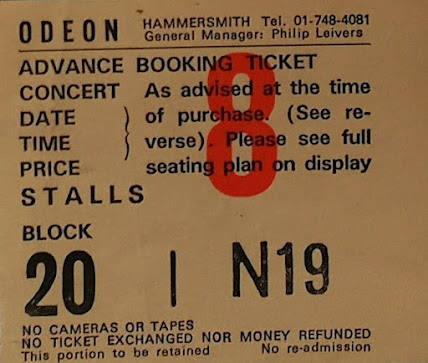 ODEON HAMMERSMITH Tel. 01-748-4081
General Manager: Philip Leivers
ADVANCE BOOKING TICKET
CONCERT As advised at the time
DATE } of purchase. (See re-
TIME } verse). Please see full
PRICE } seating plan on display
8
STALLS
BLOCK
20 | N19
NO CAMERAS OR TAPES
NO TICKET EXCHANGED NOR MONEY REFUNDED
This portion to be retained No re-admission